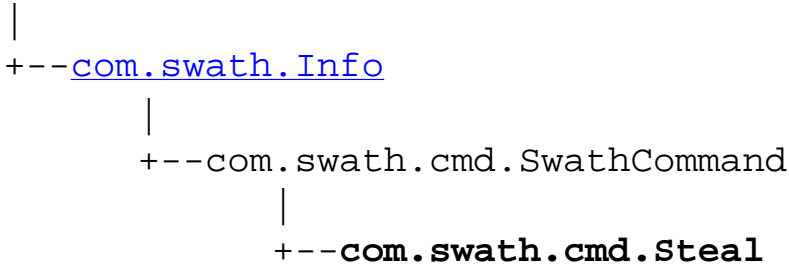 |
+--com.swath.Info
|
+--com.swath.cmd.SwathCommand
|
+--com.swath.cmd.Steal